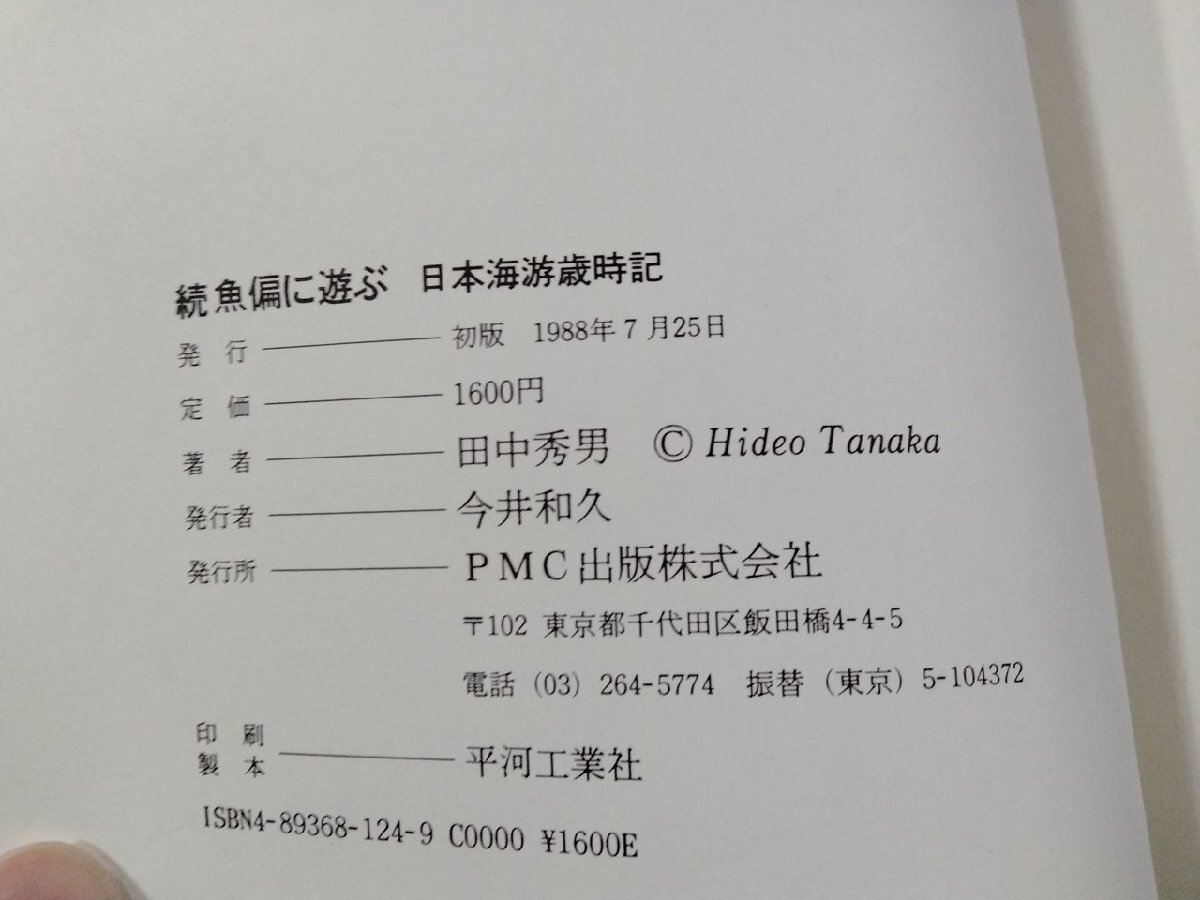 続魚偏に遊ぶ 日本海游歳時記
発行 初版 1988年7月25日
定価 1600円
著者 田中秀男 © Hideo Tanaka
発行者 今井和久
発行所 PMC出版株式会社
〒102 東京都千代田区飯田橋4-4-5
電話 (03) 264-5774 振替 (東京) 5-104372
印刷
製本 平河工業社
ISBN4-89368-124-9 C0000 ¥1600E